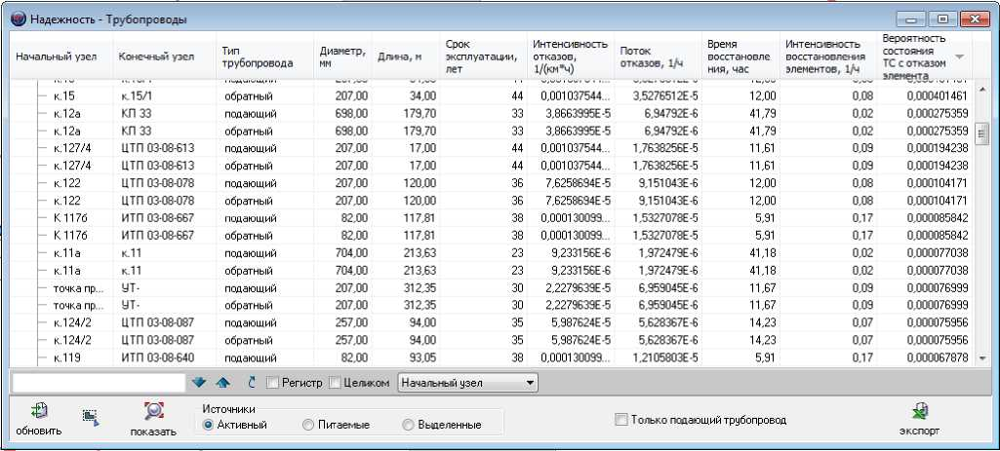 Надежность - Трубопроводы
Начальный узел Конечный узел Тип трубопровода Диаметр, мм Длина, м Срок эксплуатации, лет Интенсивность отказов, 1/(км*ч) Поток отказов, 1/ч Время восстановле ния, час Интенсивность восстановления элементов, 1/ч Вероятность состояния ТС с отказом элемента
к.15 к.15/1 обратный 207,00 34,00 44 0,001037544... 3,5276512E-5 12,00 0,08 0,000401461
к.12а КП 33 подающий 698,00 179,70 33 3,8663995E-5 6,94792E-6 41,79 0,02 0,000275359
к.12а КП 33 обратный 698,00 179,70 33 3,8663995E-5 6,94792E-6 41,79 0,02 0,000275359
к.127/4 ЦТП 03-08-613 подающий 207,00 17,00 44 0,001037544... 1,7638256E-5 11,61 0,09 0,000194238
к.127/4 ЦТП 03-08-613 обратный 207,00 17,00 44 0,001037544... 1,7638256E-5 11,61 0,09 0,000194238
к.122 ЦТП 03-08-078 подающий 207,00 120,00 36 7,6258694E-5 9,151043E-6 12,00 0,08 0,000104171
к.122 ЦТП 03-08-078 обратный 207,00 120,00 36 7,6258694E-5 9,151043E-6 12,00 0,08 0,000104171
К 117б ИТП 03-08-667 подающий 82,00 117,81 38 0,000130099... 1,5327078E-5 5,91 0,17 0,000085842
К 117б ИТП 03-08-667 обратный 82,00 117,81 38 0,000130099... 1,5327078E-5 5,91 0,17 0,000085842
к.11а к.11 подающий 704,00 213,63 23 9,233156E-6 1,972479E-6 41,18 0,02 0,000077038
к.11а к.11 обратный 704,00 213,63 23 9,233156E-6 1,972479E-6 41,18 0,02 0,000077038
точка пр... УТ- подающий 207,00 312,35 30 2,2279639E-5 6,959045E-6 11,67 0,09 0,000076999
точка пр... УТ- обратный 207,00 312,35 30 2,2279639E-5 6,959045E-6 11,67 0,09 0,000076999
к.124/2 ЦТП 03-08-087 подающий 257,00 94,00 35 5,987624E-5 5,628367E-6 14,23 0,07 0,000075956
к.124/2 ЦТП 03-08-087 обратный 257,00 94,00 35 5,987624E-5 5,628367E-6 14,23 0,07 0,000075956
к.119 ИТП 03-08-640 подающий 82,00 93,05 38 0,000130099... 1,2105803E-5 5,91 0,17 0,000067878
Регистр Целиком Начальный узел
Источники
обновить показать Активный Питаемые Выделенные Только подающий трубопровод экспорт